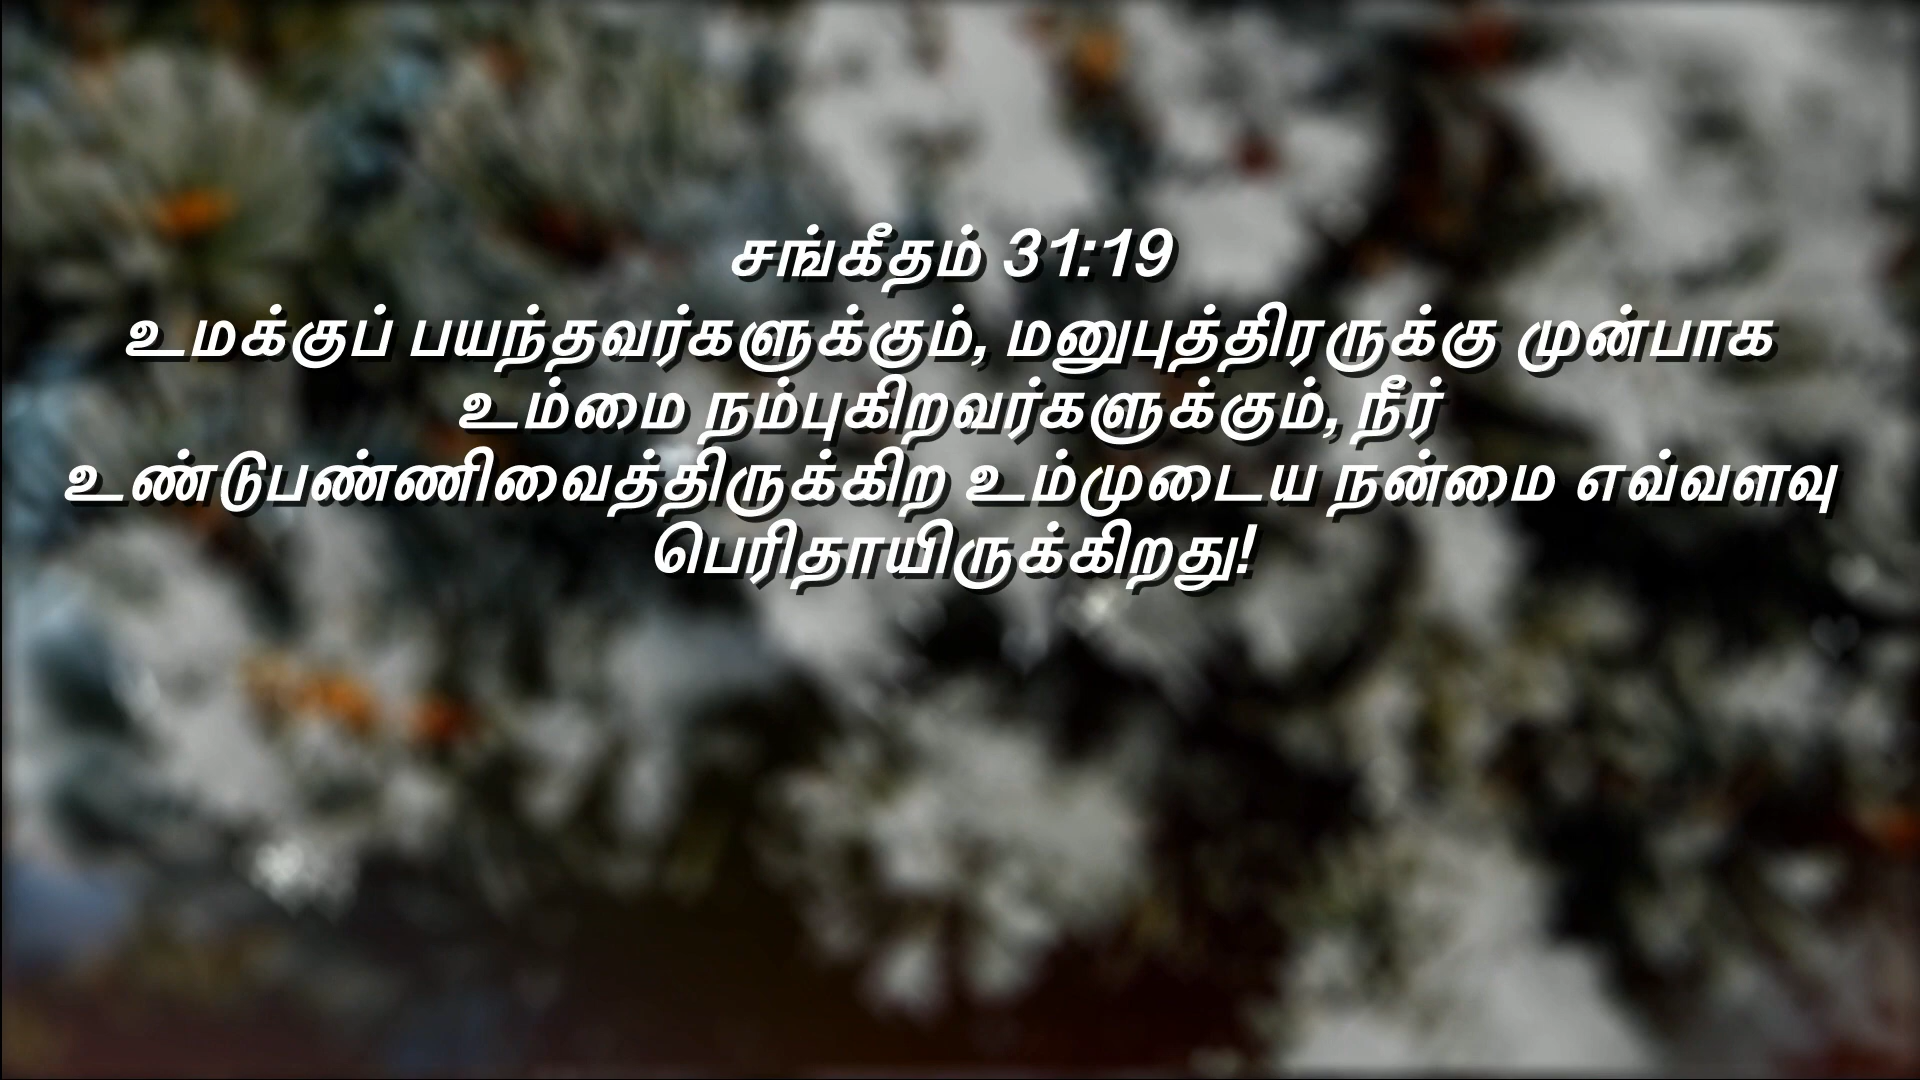 சங்கீதம் 31:19
உமக்குப் பயந்தவர்களுக்கும், மனுபுத்திரருக்கு முன்பாக
உம்மை நம்புகிறவர்களுக்கும், நீர்
உண்டுபண்ணிவைத்திருக்கிற உம்முடைய நன்மை எவ்வளவு
பெரிதாயிருக்கிறது!